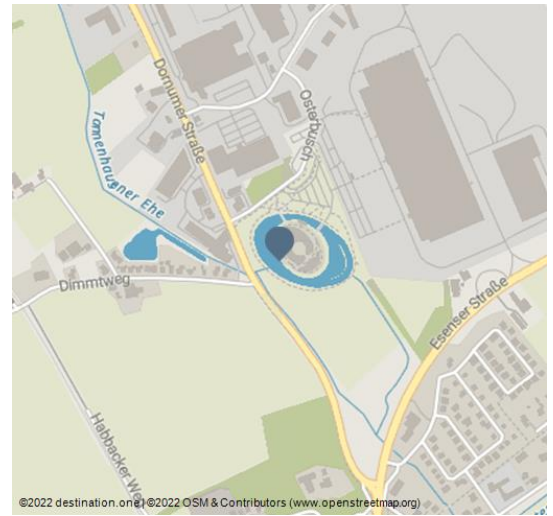 Dornumer Straße
Osterbusch
Tannenhausener Ehe
Dimmtweg
Esenser Straße
Habbacker Weg
©2022 destination.one | ©2022 OSM & Contributors (www.openstreetmap.org)